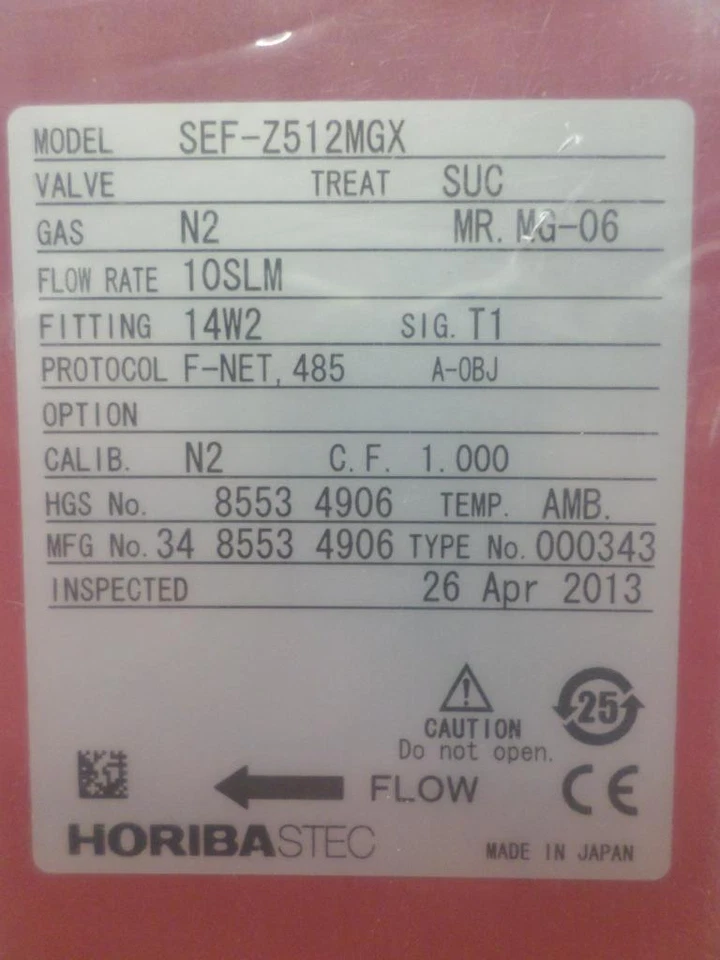 MODEL SEF-Z512MGX
VALVE TREAT SUC
GAS N2 MR. MG-06
FLOW RATE 10SLM
FITTING 14W2 SIG. T1
PROTOCOL F-NET, 485 A-OBJ
OPTION
CALIB. N2 C.F. 1.000
HGS No. 8553 4906 TEMP. AMB.
MFG No. 34 8553 4906 TYPE No. 000343
INSPECTED 26 Apr 2013
25
CAUTION
Do not open.
FLOW CE
HORIBASTEC MADE IN JAPAN